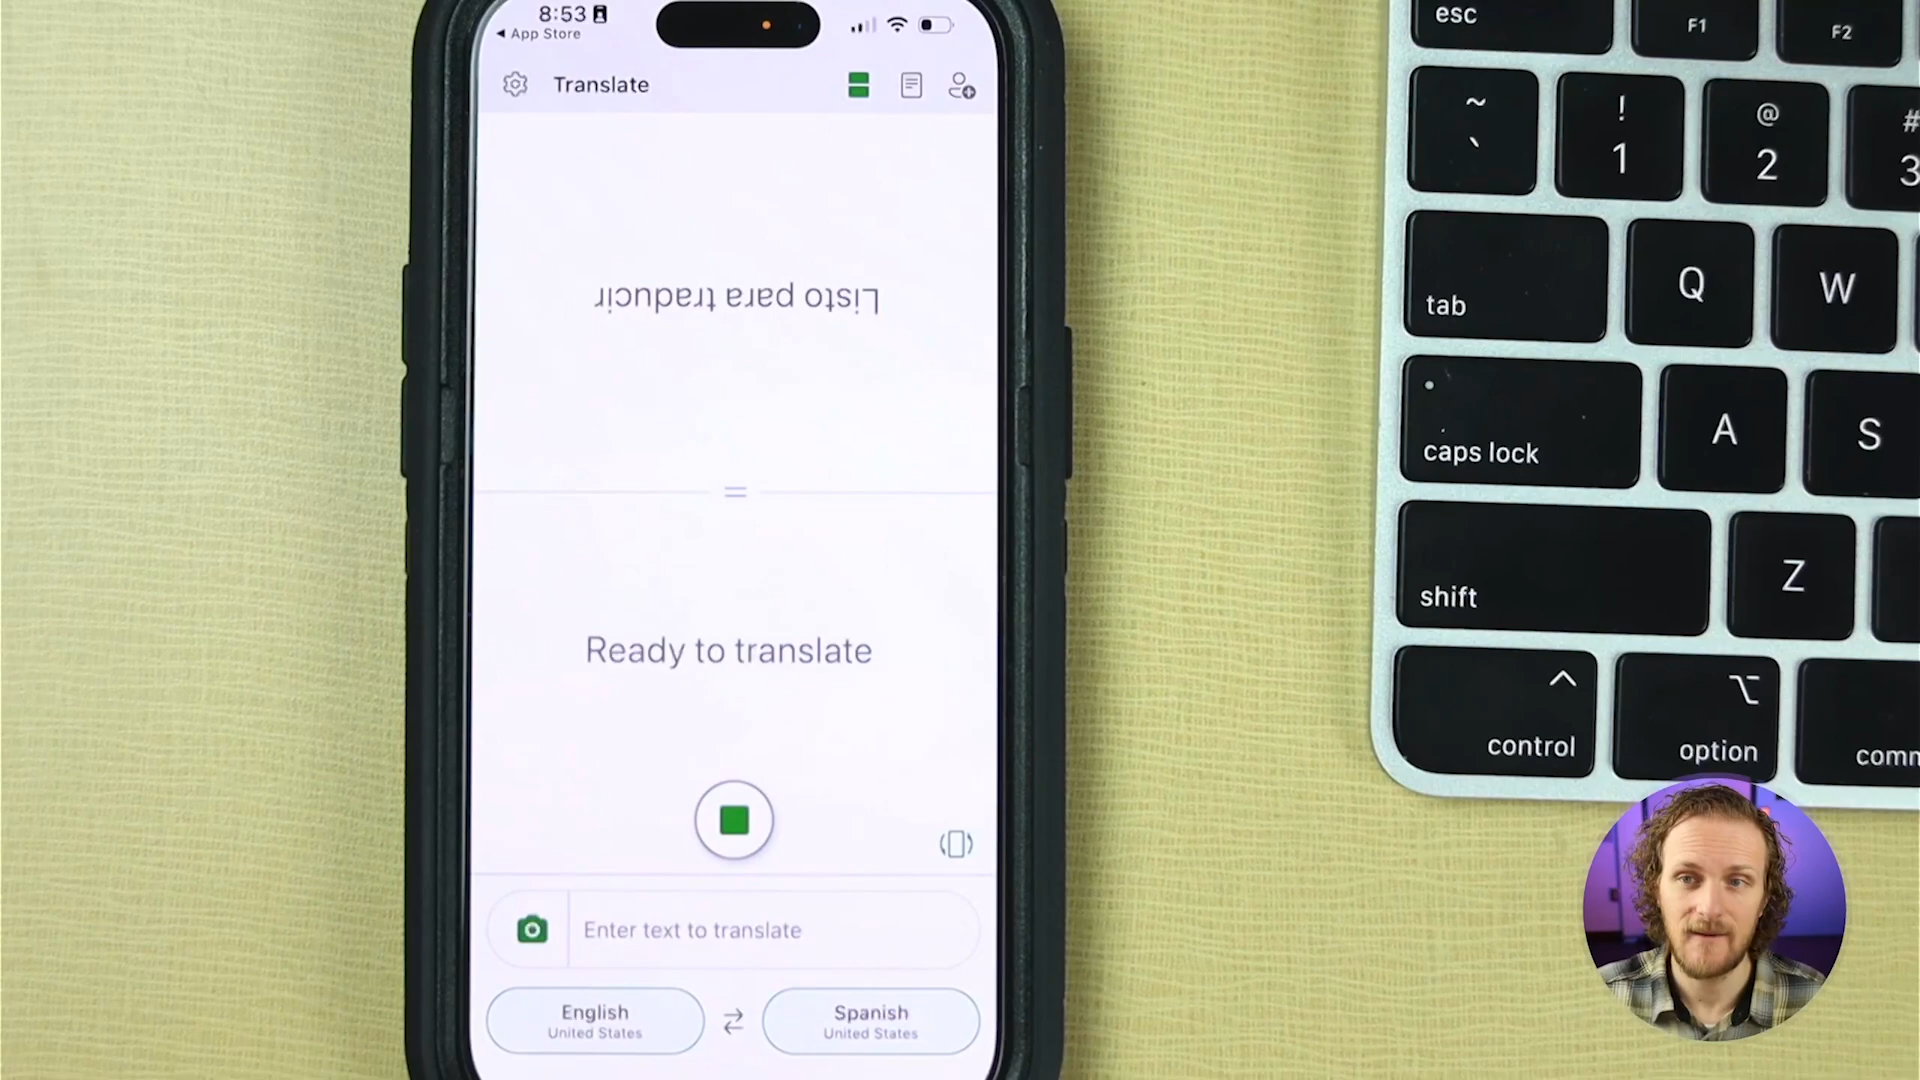 8:53
◀ App Store
Translate
Listo para traducir
Ready to translate
Enter text to translate
English
United States
Spanish
United States
esc
F1
F2
~
`
!
1
@
2
#
3
tab
Q
W
caps lock
A
S
shift
Z
control
option
comm